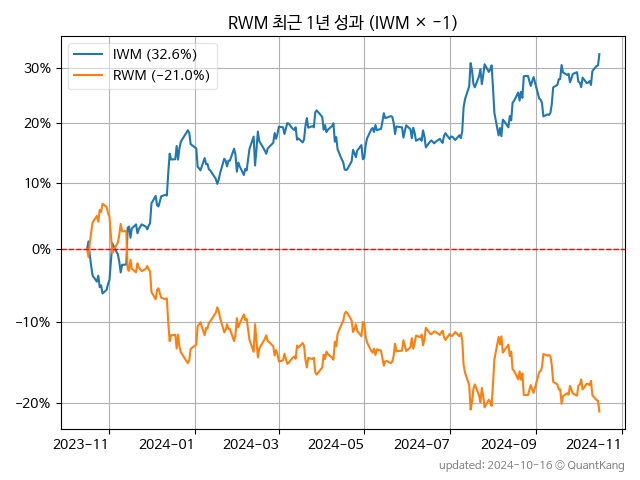 RWM 최근 1년 성과 (IWM × −1)
IWM (32.6%)
RWM (−21.0%)
30%
20%
10%
0%
−10%
−20%
2023−11 2024−01 2024−03 2024−05 2024−07 2024−09 2024−11
updated: 2024-10-16 © QuantKang